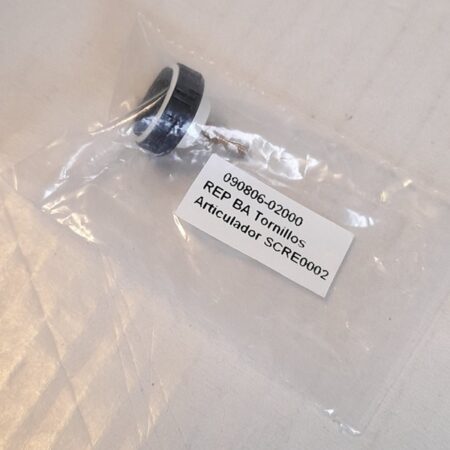 090806-02000
REP BA Tornillos
Articulador SCRE0002